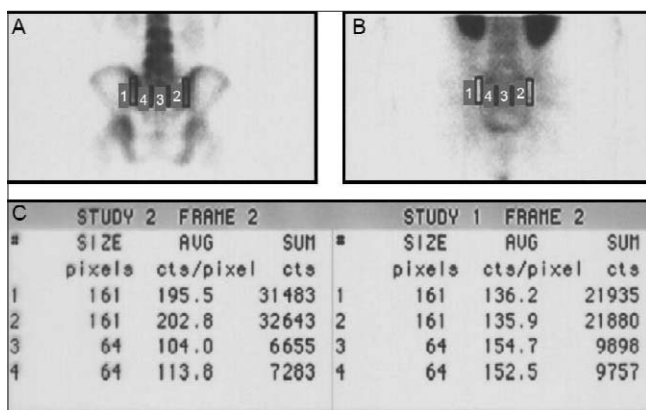 A
B
1 4 3 2
1 4 3 2
C
STUDY 2 FRAME 2 STUDY 1 FRAME 2
# SIZE AVG SUM # SIZE AVG SUM
pixels cts/pixel cts pixels cts/pixel cts
1 161 195.5 31483 1 161 136.2 21935
2 161 202.8 32643 2 161 135.9 21880
3 64 104.0 6655 3 64 154.7 9898
4 64 113.8 7283 4 64 152.5 9757